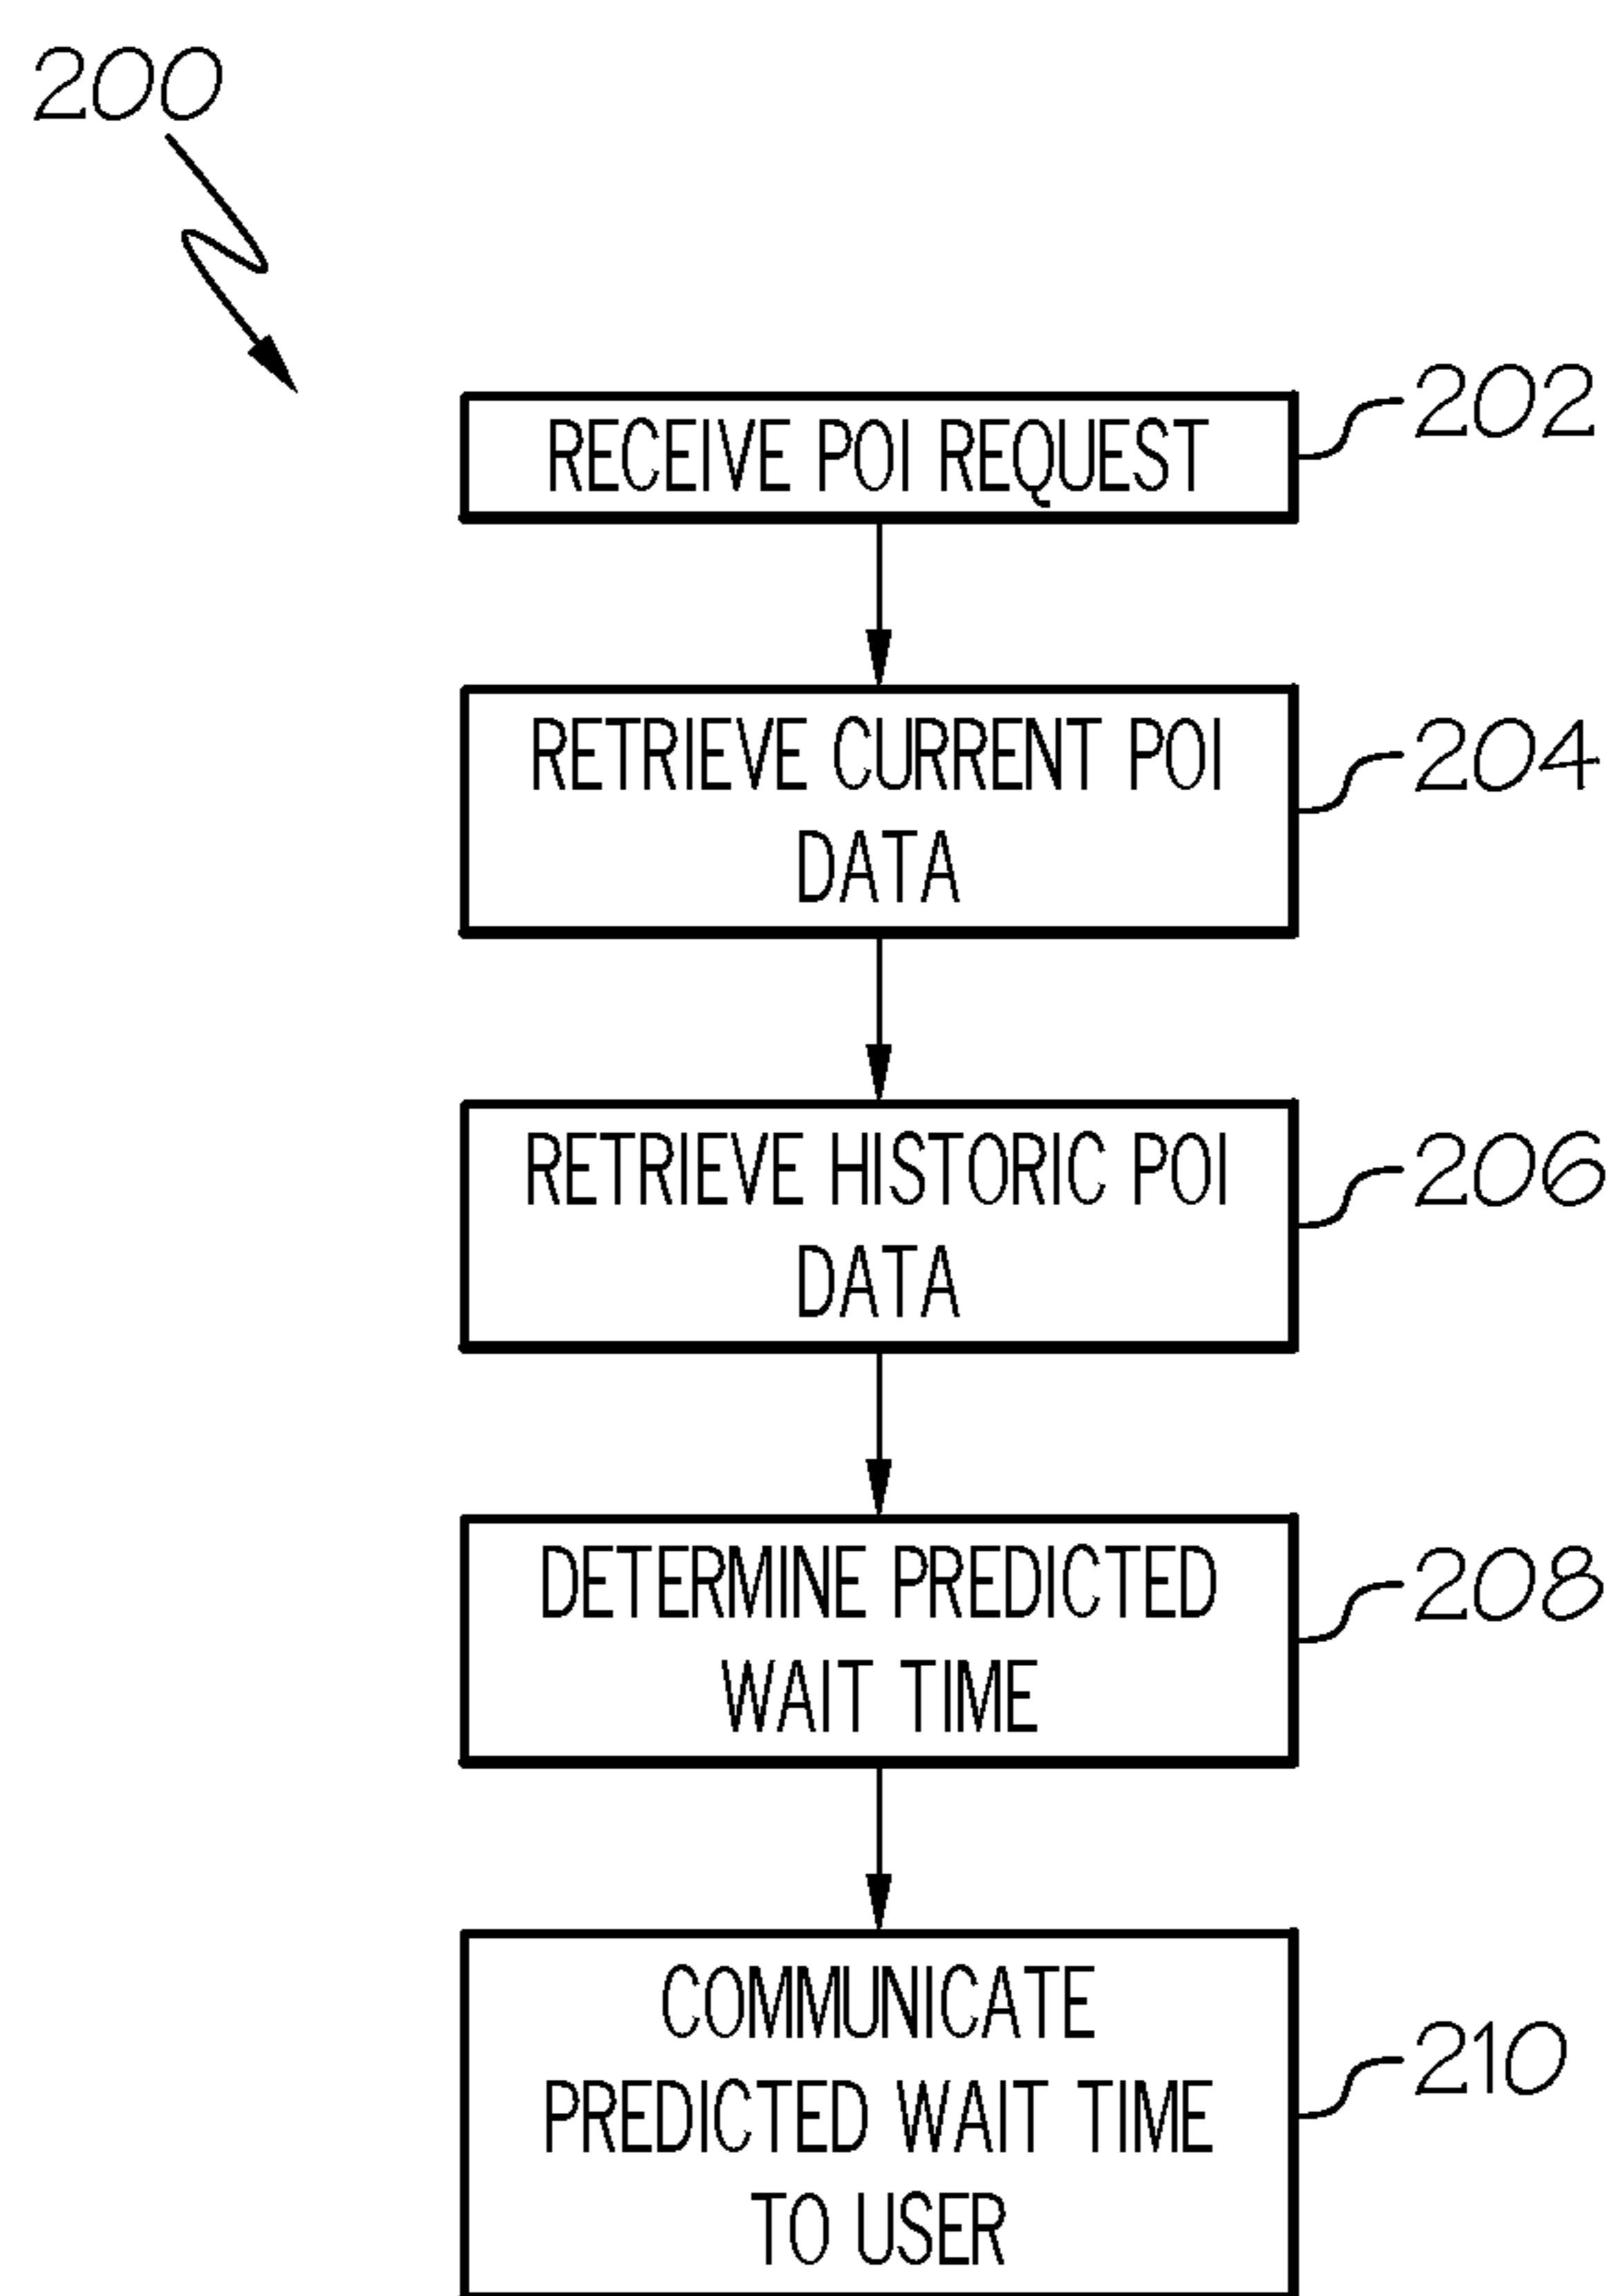 200
RECEIVE POI REQUEST
202
RETRIEVE CURRENT POI
DATA
204
RETRIEVE HISTORIC POI
DATA
206
DETERMINE PREDICTED
WAIT TIME
208
COMMUNICATE
PREDICTED WAIT TIME
TO USER
210